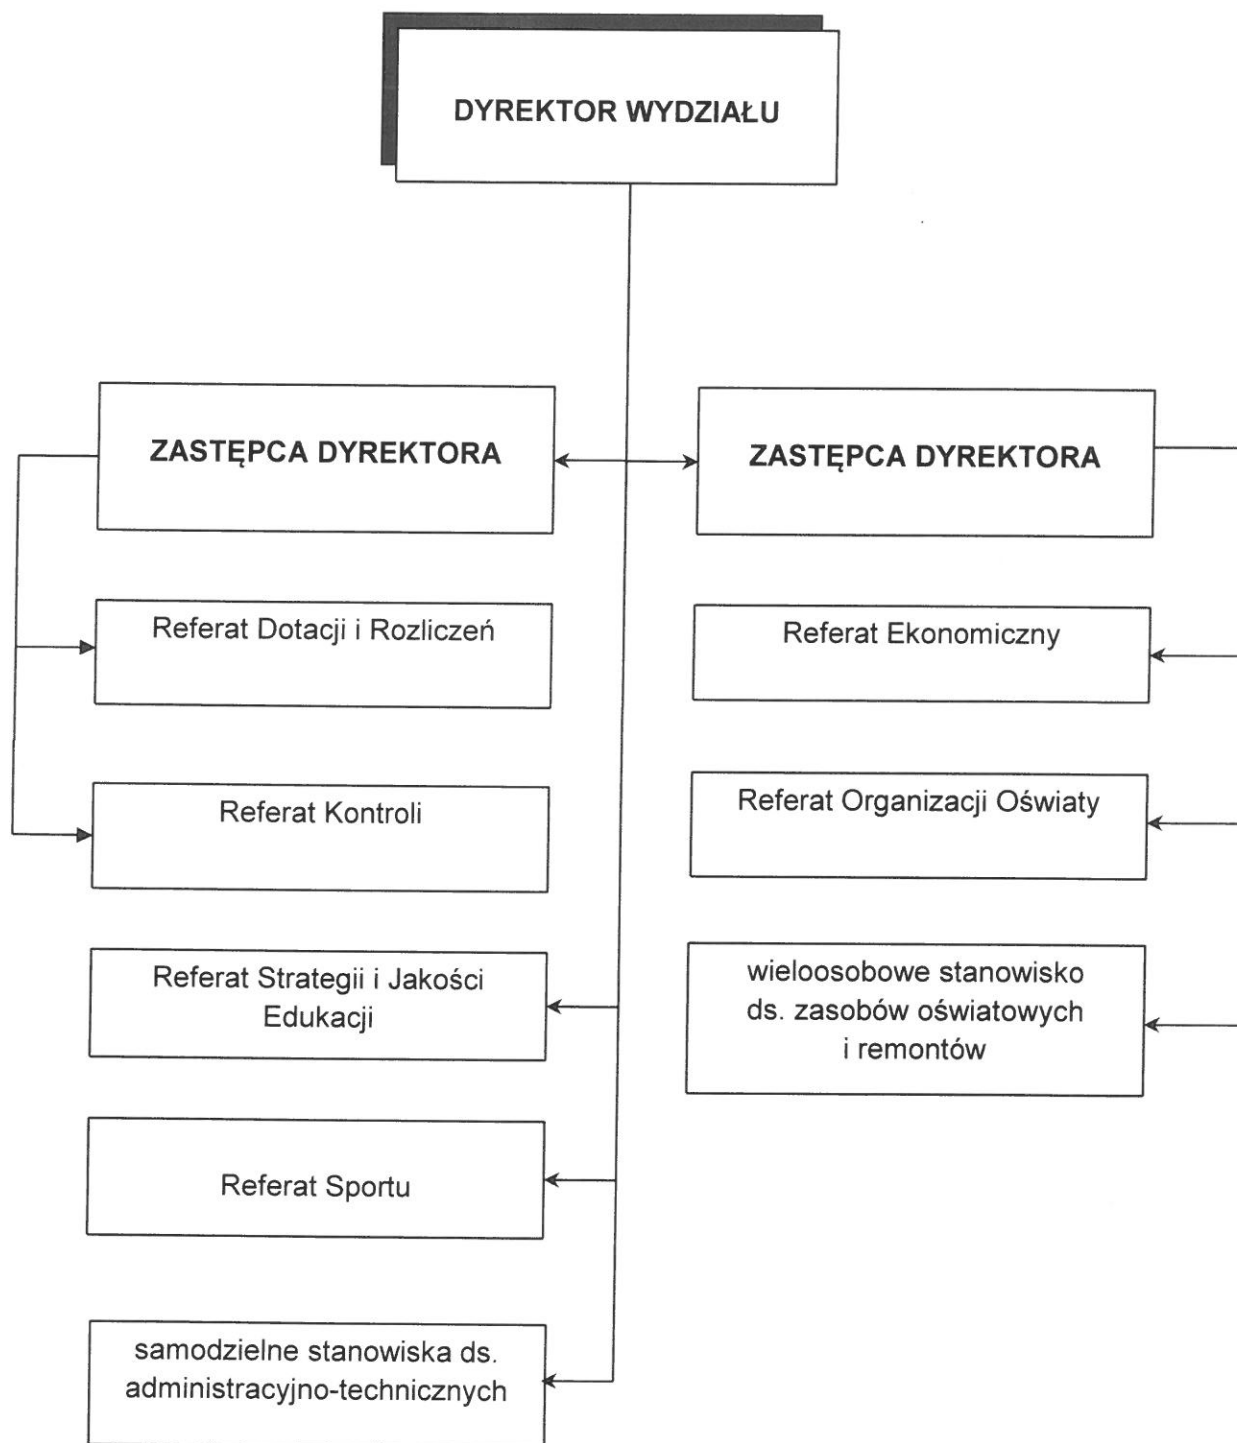 DYREKTOR WYDZIAŁU
ZASTĘPCA DYREKTORA
ZASTĘPCA DYREKTORA
Referat Dotacji i Rozliczeń
Referat Ekonomiczny
Referat Kontroli
Referat Organizacji Oświaty
Referat Strategii i Jakości
Edukacji
wieloosobowe stanowisko
ds. zasobów oświatowych
i remontów
Referat Sportu
samodzielne stanowiska ds.
administracyjno-technicznych